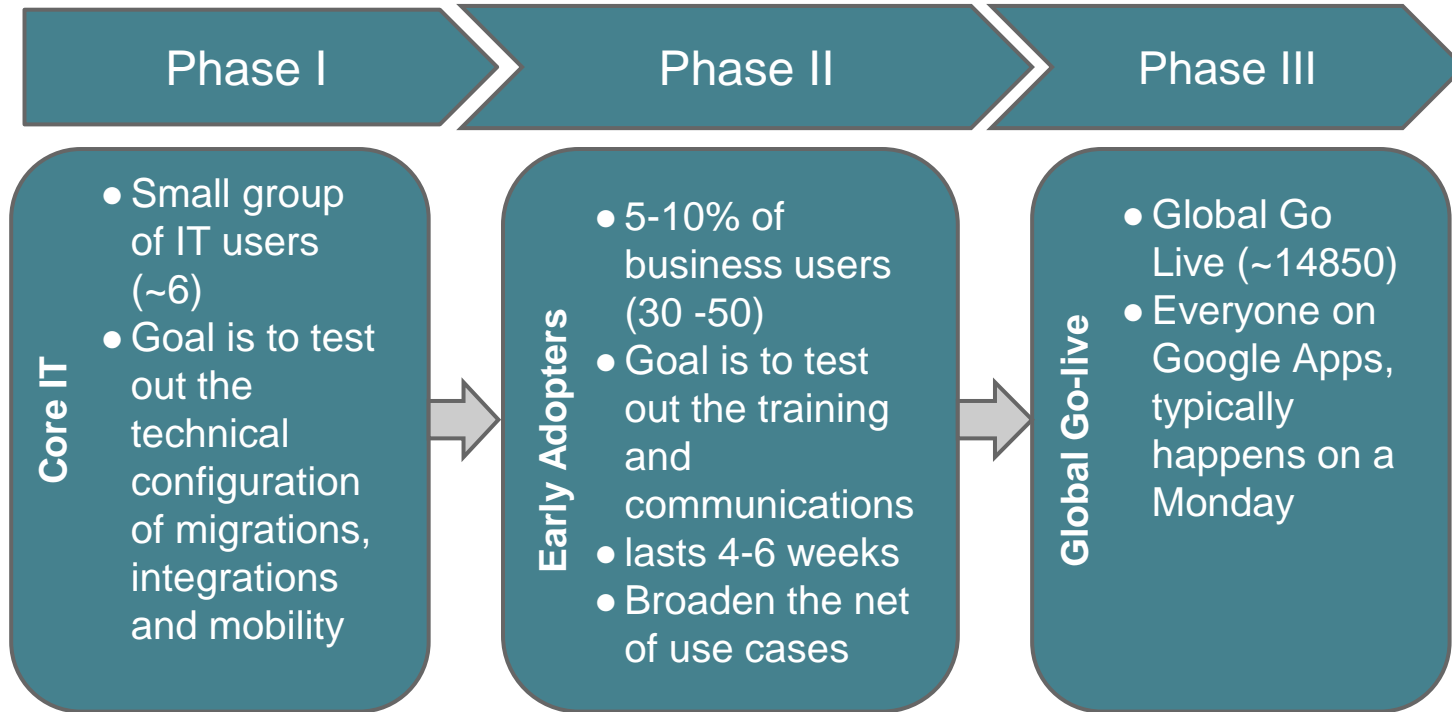 Phase I
Phase II
Phase III
Core IT
● Small group
of IT users
(~6)
● Goal is to test
out the
technical
configuration
of migrations,
integrations
and mobility
Early Adopters
● 5-10% of
business users
(30 -50)
● Goal is to test
out the training
and
communications
● lasts 4-6 weeks
● Broaden the net
of use cases
Global Go-live
● Global Go
Live (~14850)
● Everyone on
Google Apps,
typically
happens on a
Monday